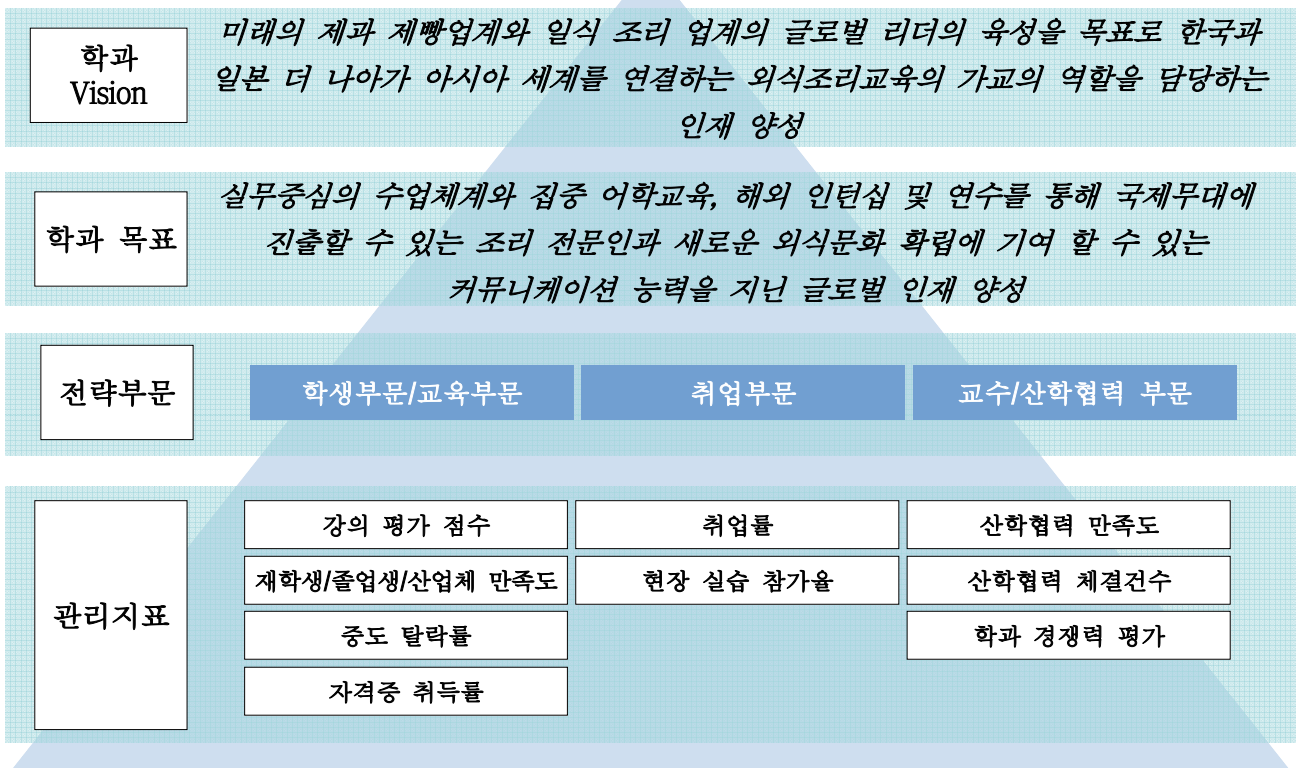 학과
Vision
미래의 제과 제빵업계와 일식 조리 업계의 글로벌 리더의 육성을 목표로 한국과
일본 더 나아가 아시아 세계를 연결하는 외식조리교육의 가교의 역할을 담당하는
인재 양성
학과 목표
실무중심의 수업체계와 집중 어학교육, 해외 인턴십 및 연수를 통해 국제무대에
진출할 수 있는 조리 전문인과 새로운 외식문화 확립에 기여 할 수 있는
커뮤니케이션 능력을 지닌 글로벌 인재 양성
전략부문
학생부문/교육부문
취업부문
교수/산학협력 부문
관리지표
강의 평가 점수
취업률
산학협력 만족도
재학생/졸업생/산업체 만족도
현장 실습 참가율
산학협력 체결건수
중도 탈락률
학과 경쟁력 평가
자격증 취득률